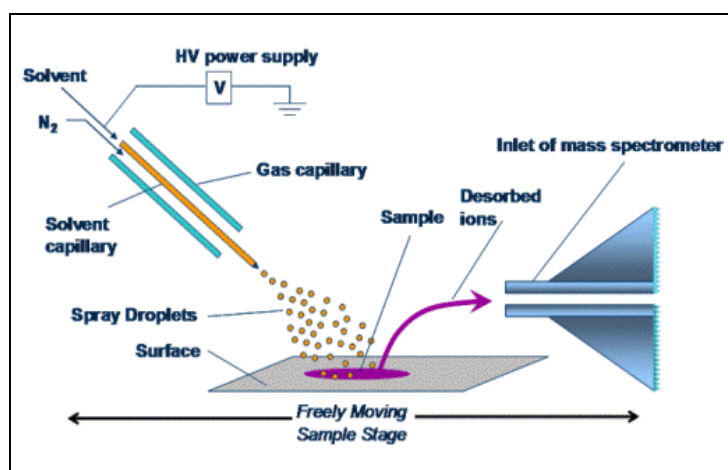 HV power supply
Solvent
V
N2
Inlet of mass spectrometer
Gas capillary
Desorbed
ions
Solvent
capillary
Sample
Spray Droplets
Surface
Freely Moving
Sample Stage